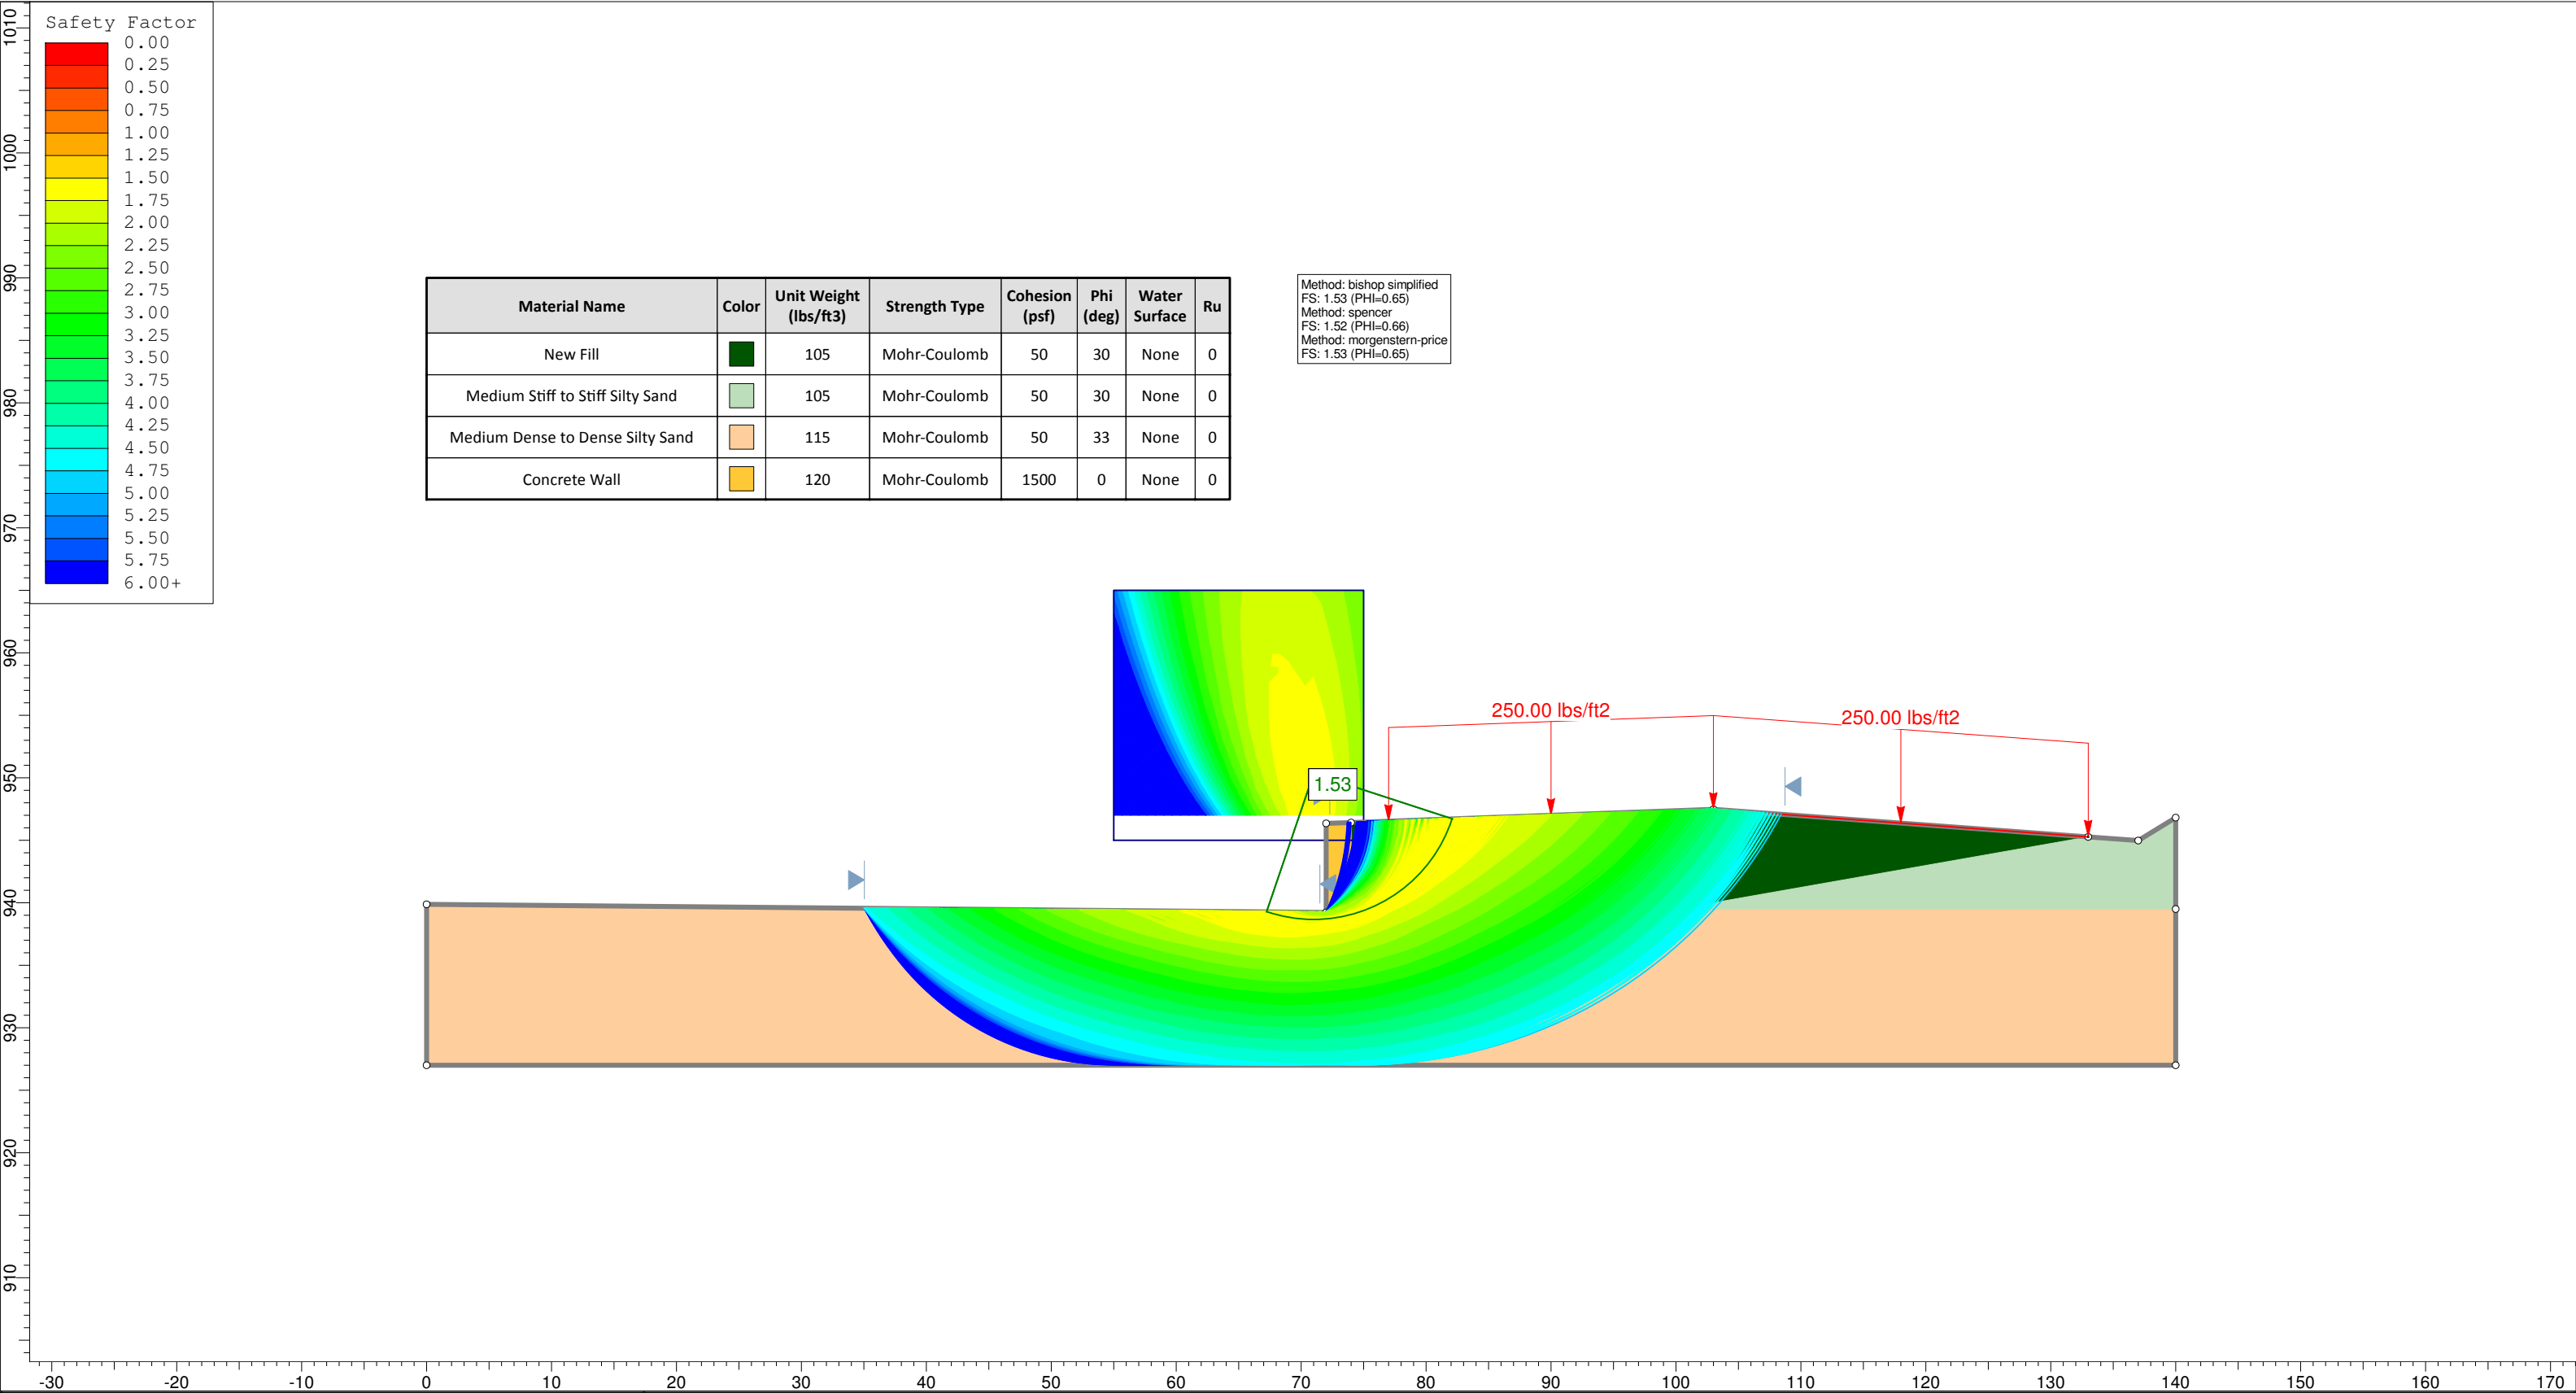 Safety Factor
0.00
0.25
0.50
0.75
1.00
1.25
1.50
1.75
2.00
2.25
2.50
2.75
3.00
3.25
3.50
3.75
4.00
4.25
4.50
4.75
5.00
5.25
5.50
5.75
6.00+
Material Name Color Unit Weight (lbs/ft3) Strength Type Cohesion (psf) Phi (deg) Water Surface Ru
New Fill 105 Mohr-Coulomb 50 30 None 0
Medium Stiff to Stiff Silty Sand 105 Mohr-Coulomb 50 30 None 0
Medium Dense to Dense Silty Sand 115 Mohr-Coulomb 50 33 None 0
Concrete Wall 120 Mohr-Coulomb 1500 0 None 0
Method: bishop simplified
FS: 1.53 (PHI=0.65)
Method: spencer
FS: 1.52 (PHI=0.66)
Method: morgenstern-price
FS: 1.53 (PHI=0.65)
250.00 lbs/ft2
250.00 lbs/ft2
1.53
1010
1000
990
980
970
960
950
940
930
920
910
-30 -20 -10 0 10 20 30 40 50 60 70 80 90 100 110 120 130 140 150 160 170